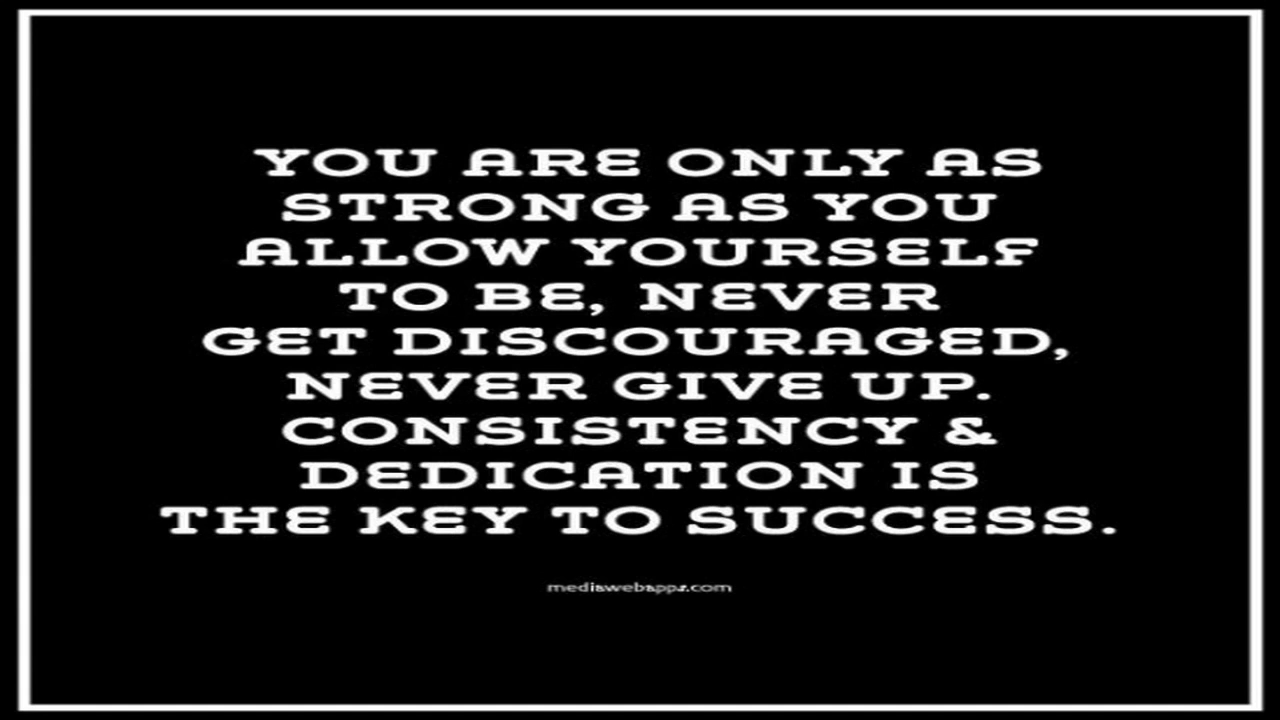 YOU ARE ONLY AS
STRONG AS YOU
ALLOW YOURSELF
TO BE, NEVER
GET DISCOURAGED,
NEVER GIVE UP.
CONSISTENCY &
DEDICATION IS
THE KEY TO SUCCESS.
mediawebapps.com